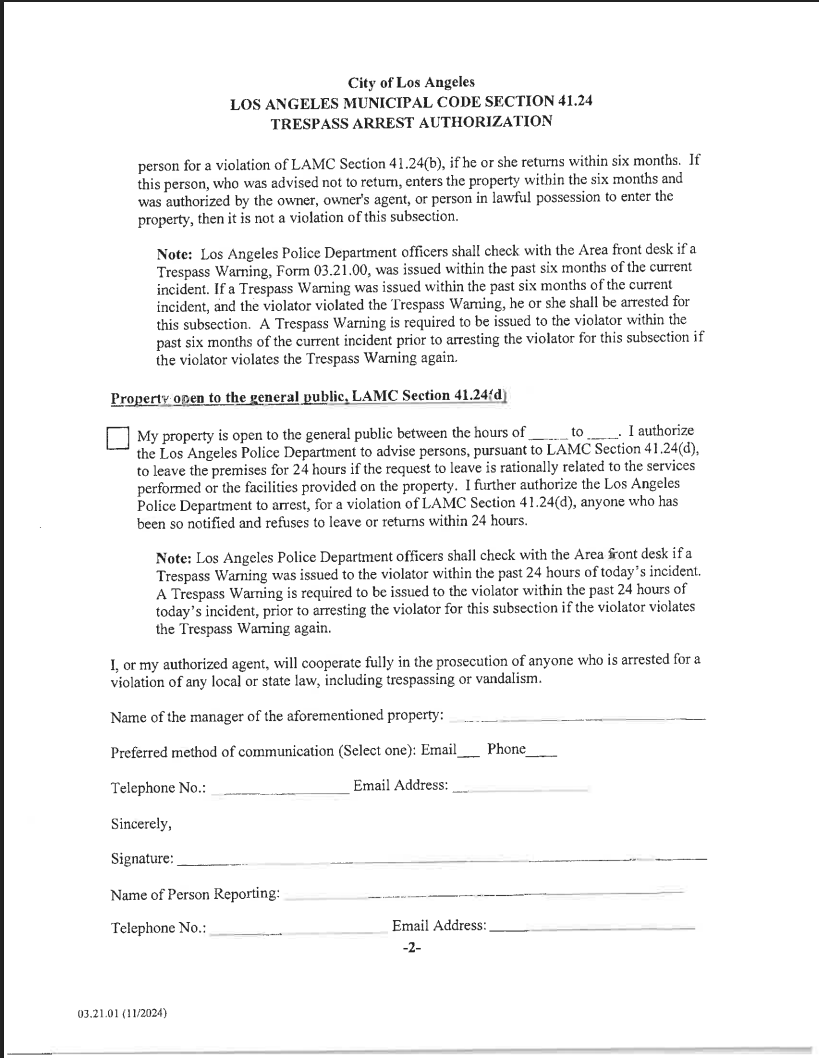 City of Los Angeles
LOS ANGELES MUNICIPAL CODE SECTION 41.24
TRESPASS ARREST AUTHORIZATION
person for a violation of LAMC Section 41.24(b), if he or she returns within six months. If
this person, who was advised not to return, enters the property within the six months and
was authorized by the owner, owner's agent, or person in lawful possession to enter the
property, then it is not a violation of this subsection.
Note: Los Angeles Police Department officers shall check with the Area front desk if a
Trespass Warning, Form 03.21.00, was issued within the past six months of the current
incident. If a Trespass Warning was issued within the past six months of the current
incident, and the violator violated the Trespass Warning, he or she shall be arrested for
this subsection. A Trespass Warning is required to be issued to the violator within the
past six months of the current incident prior to arresting the violator for this subsection if
the violator violates the Trespass Warning again.
Property open to the general public, LAMC Section 41.24(d)
My property is open to the general public between the hours of _____ to ____. I authorize
the Los Angeles Police Department to advise persons, pursuant to LAMC Section 41.24(d),
to leave the premises for 24 hours if the request to leave is rationally related to the services
performed or the facilities provided on the property. I further authorize the Los Angeles
Police Department to arrest, for a violation of LAMC Section 41.24(d), anyone who has
been so notified and refuses to leave or returns within 24 hours.
Note: Los Angeles Police Department officers shall check with the Area front desk if a
Trespass Warning was issued to the violator within the past 24 hours of today's incident.
A Trespass Warning is required to be issued to the violator within the past 24 hours of
today's incident, prior to arresting the violator for this subsection if the violator violates
the Trespass Warning again.
I, or my authorized agent, will cooperate fully in the prosecution of anyone who is arrested for a
violation of any local or state law, including trespassing or vandalism.
Name of the manager of the aforementioned property: ______________________________
Preferred method of communication (Select one): Email___ Phone____
Telephone No.: _________________ Email Address: _________________
Sincerely,
Signature: ______________________________
Name of Person Reporting: ______________________________
Telephone No.: ______________________ Email Address: _________________________
-2-
03.21.01 (11/2024)